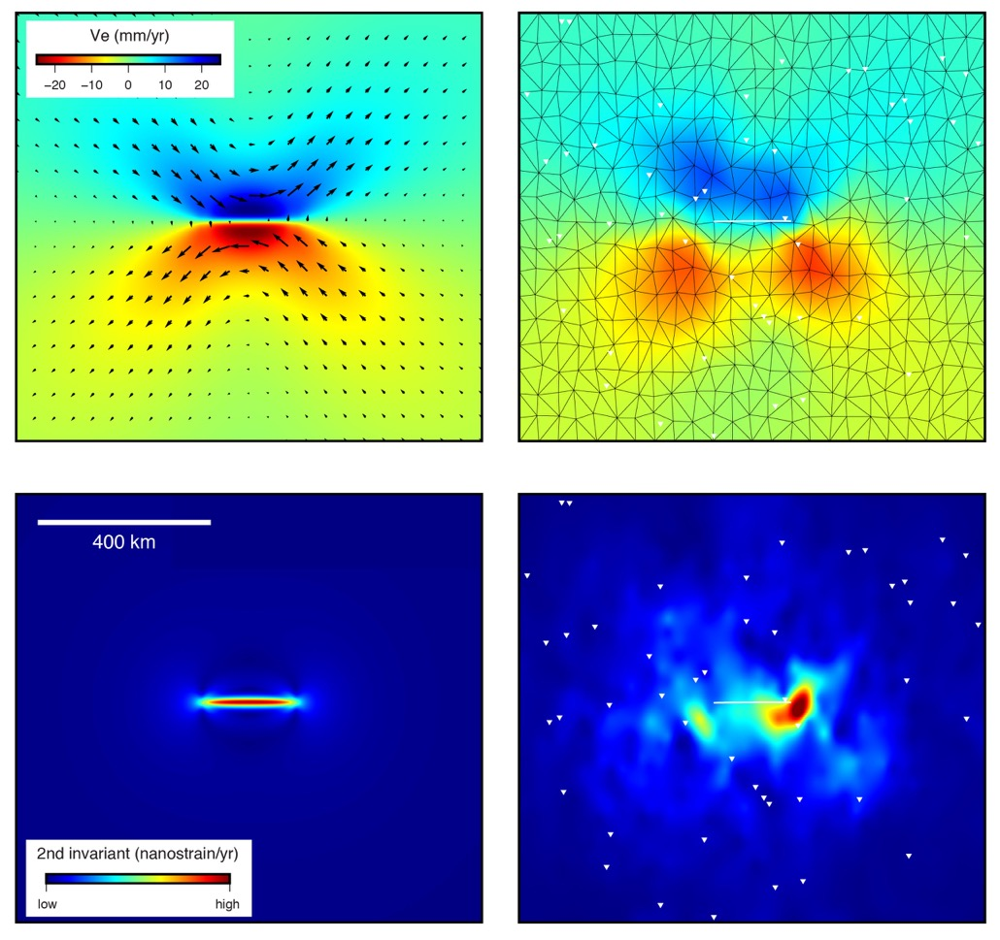 Ve (mm/yr)
−20 −10 0 10 20
400 km
2nd invariant (nanostrain/yr)
low high